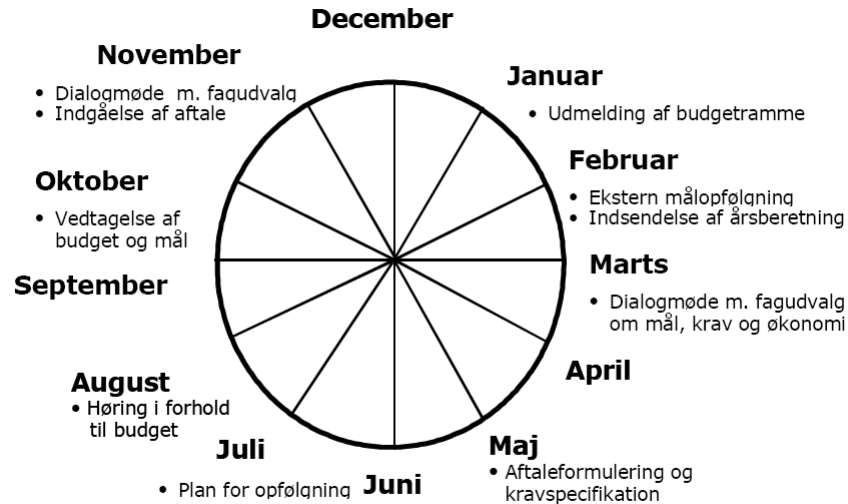 December
Januar
• Udmelding af budgetramme
Februar
• Ekstern målopfølgning
• Indsendelse af årsberetning
Marts
• Dialogmøde m. fagudvalg
om mål, krav og økonomi
April
Maj
• Aftaleformulering og
kravspecifikation
Juni
Juli
• Plan for opfølgning
August
• Høring i forhold
til budget
September
Oktober
• Vedtagelse af
budget og mål
November
• Dialogmøde m. fagudvalg
• Indgåelse af aftale